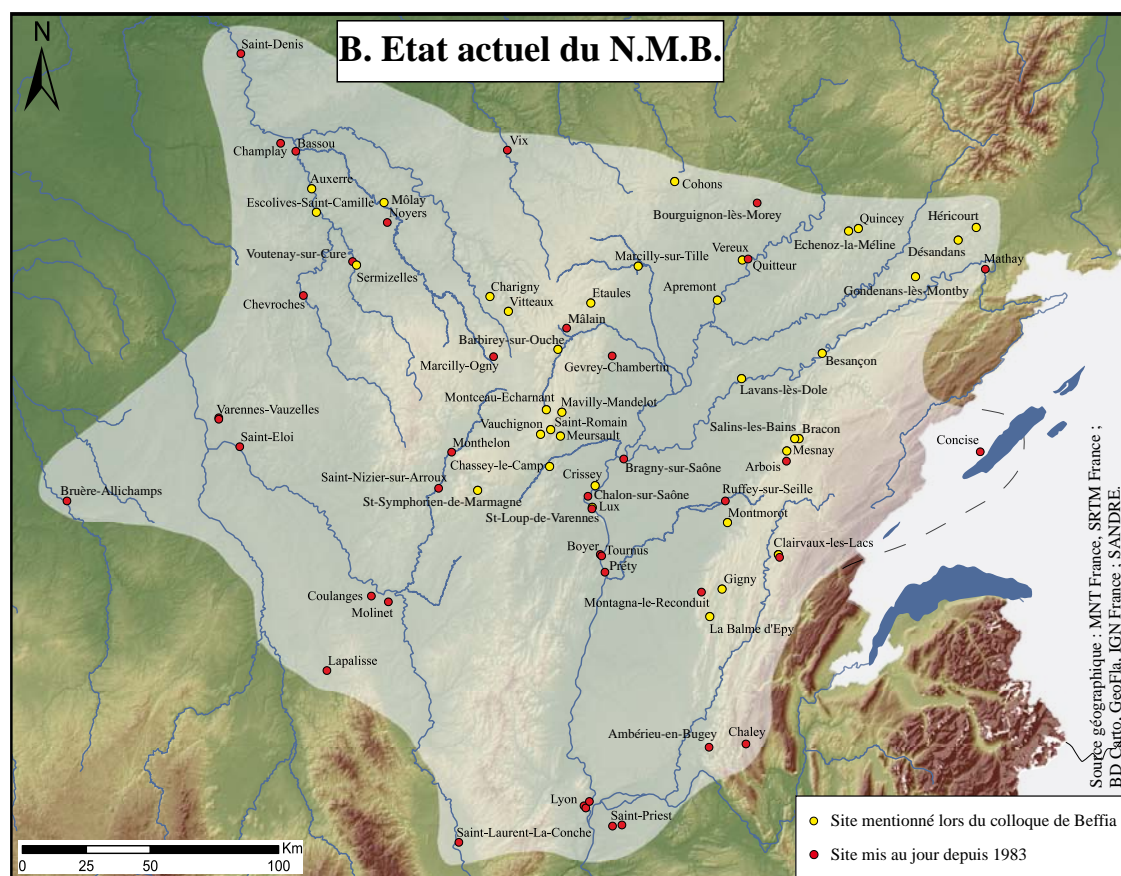 B. Etat actuel du N.M.B.
N
Saint-Denis
Champlay
Bassou
Vix
Auxerre
Cohons
Escolives-Saint-Camille
Môlay
Noyers
Bourguignon-lès-Morey
Quincey
Héricourt
Echenoz-la-Méline
Désandans
Voutenay-sur-Cure
Sermizelles
Marcilly-sur-Tille
Vereux
Quitteur
Mathay
Gondenans-lès-Montby
Chevroches
Charigny
Vitteaux
Etaules
Apremont
Mâlain
Barbirey-sur-Ouche
Marcilly-Ogny
Gevrey-Chambertin
Besançon
Lavans-lès-Dole
Montceau-Echarnant
Mavilly-Mandelot
Varennes-Vauzelles
Vauchignon
Saint-Romain
Meursault
Salins-les-Bains
Bracon
Saint-Eloi
Monthelon
Mesnay
Concise
Chassey-le-Camp
Bragny-sur-Saône
Arbois
Saint-Nizier-sur-Arroux
Crissey
Bruère-Allichamps
St-Symphorien-de-Marmagne
Chalon-sur-Saône
Ruffey-sur-Seille
Lux
St-Loup-de-Varennes
Montmorot
Boyer
Tournus
Clairvaux-les-Lacs
Préty
Gigny
Coulanges
Molinet
Montagna-le-Reconduit
La Balme d'Epy
Lapalisse
Ambérieu-en-Bugey
Chaley
Lyon
Saint-Priest
Saint-Laurent-La-Conche
Km
0 25 50 100
Site mentionné lors du colloque de Beffia
Site mis au jour depuis 1983
Source géographique : MNT France, SRTM France ;
BD Carto, GeoFla, IGN France ; SANDRE.